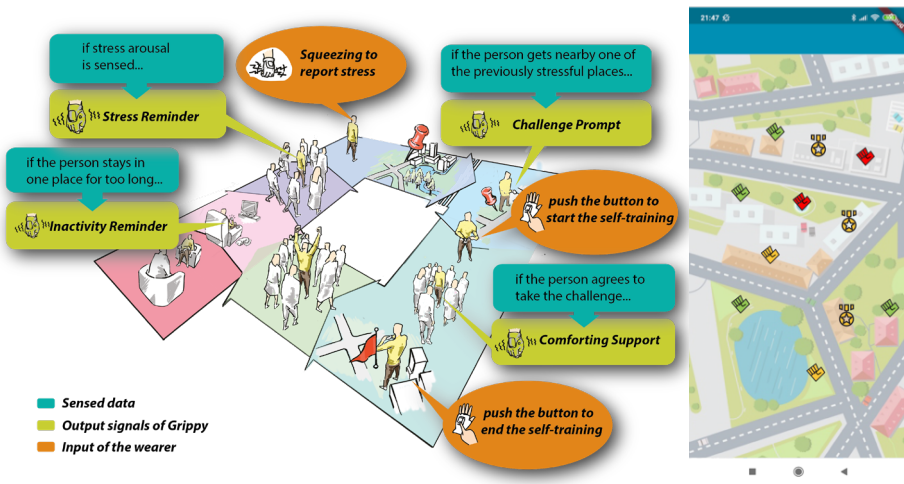 if stress arousal
is sensed...
Stress Reminder
if the person stays in
one place for too long...
Inactivity Reminder
Squeezing to
report stress
if the person gets nearby one of
the previously stressful places...
Challenge Prompt
push the button to
start the self-training
if the person agrees to
take the challenge...
Comforting Support
push the button to
end the self-training
Sensed data
Output signals of Grippy
Input of the wearer
21:47